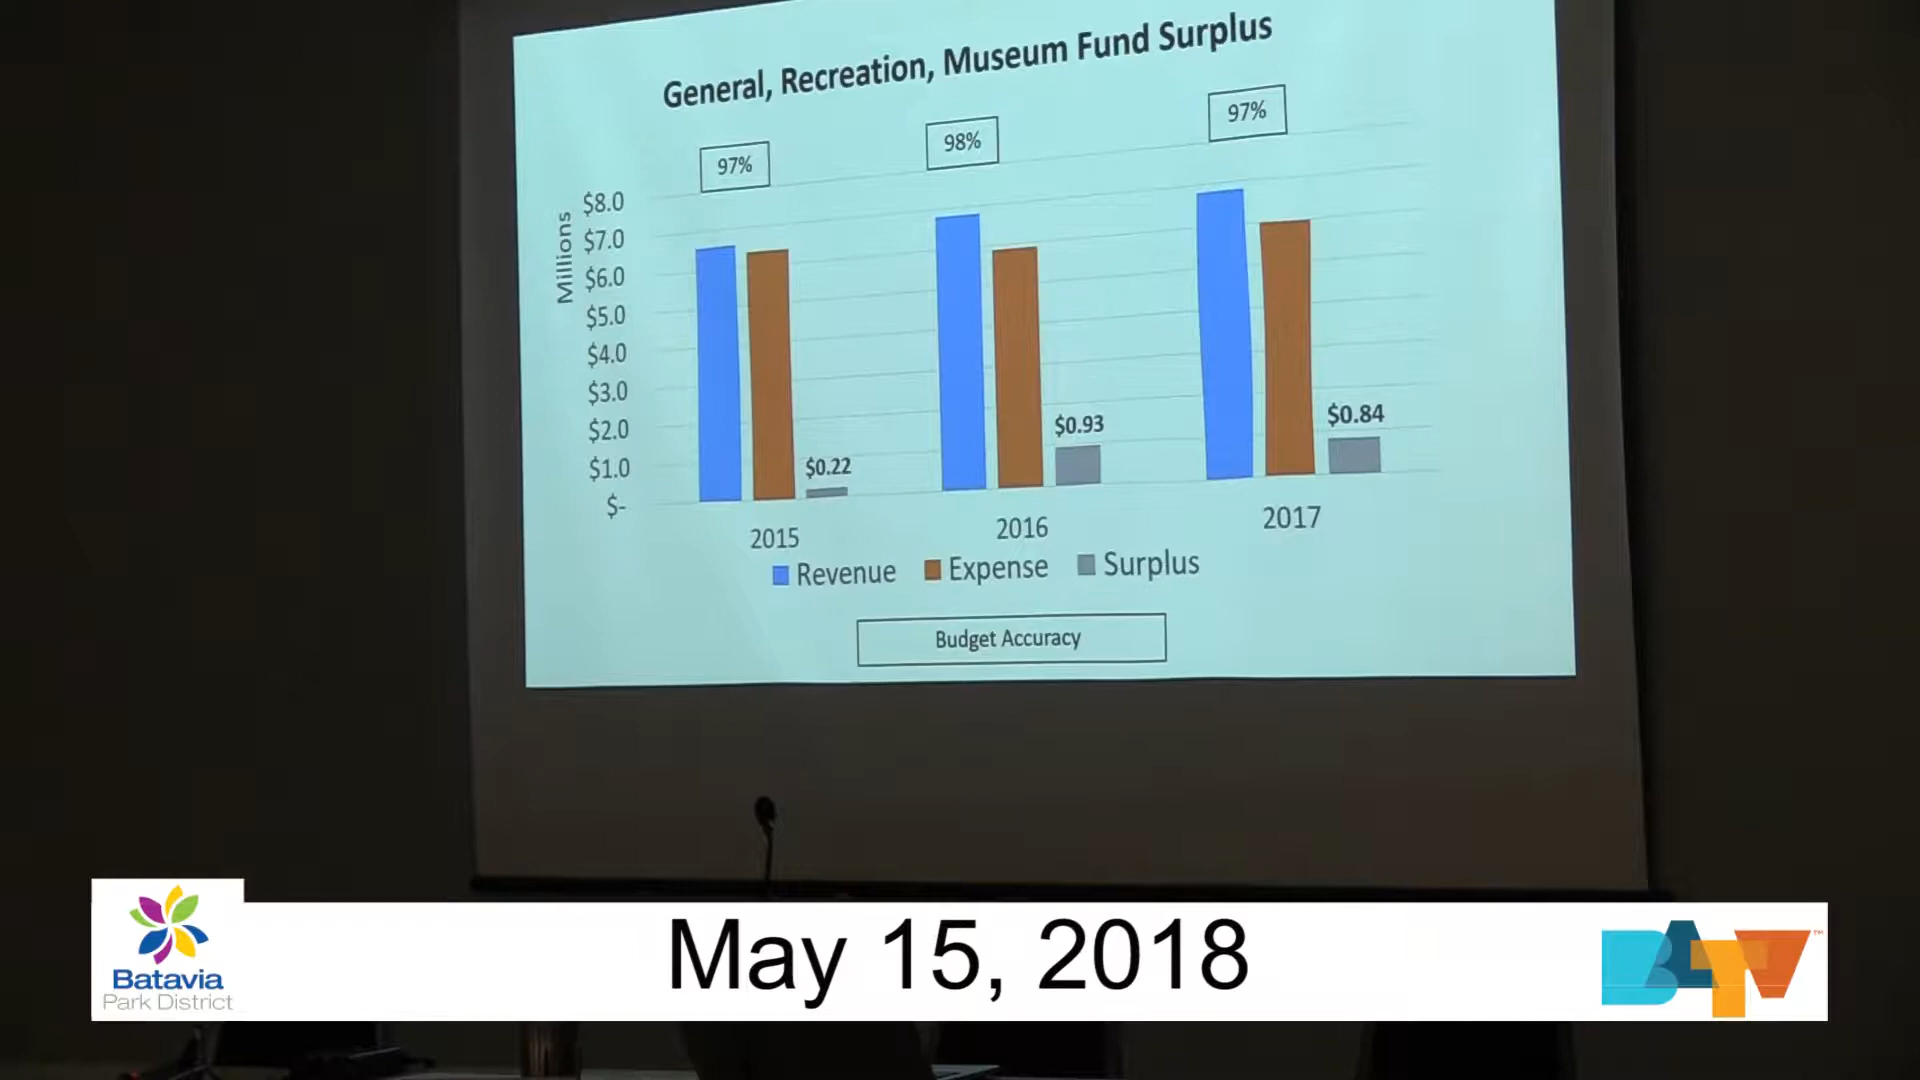 General, Recreation, Museum Fund Surplus
97%
98%
97%
Millions
$8.0
$7.0
$6.0
$5.0
$4.0
$3.0
$2.0
$1.0
$-
$0.22
$0.93
$0.84
2015
2016
2017
Revenue
Expense
Surplus
Budget Accuracy
Batavia
Park District
May 15, 2018
BATV™